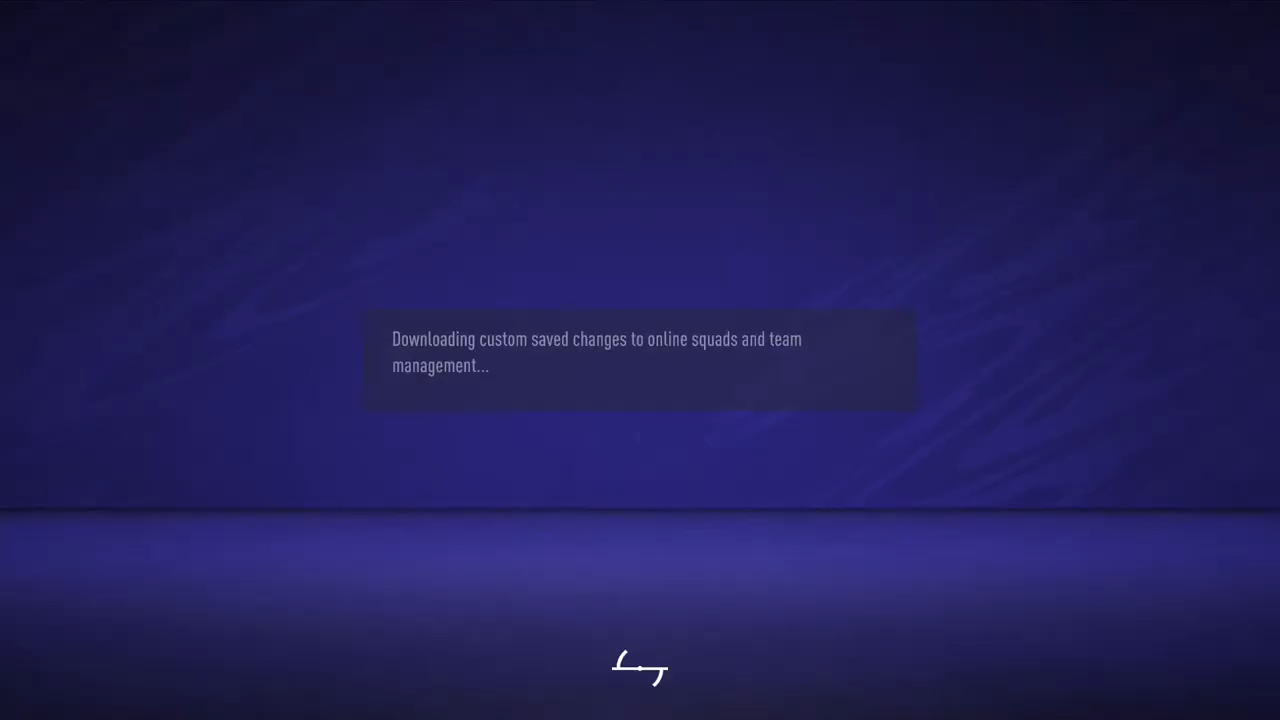 Downloading custom saved changes to online squads and team
management...